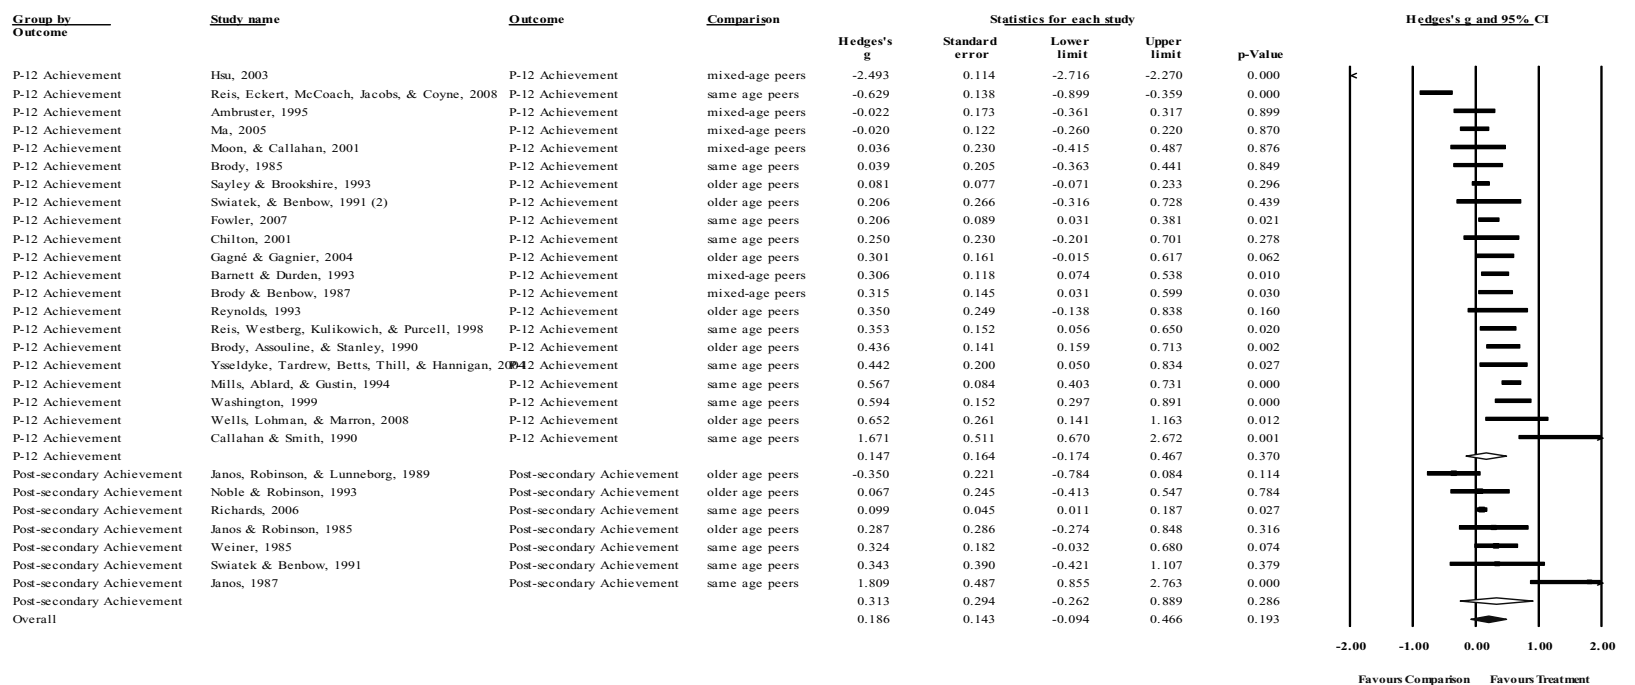 Group by Study name Outcome Comparison Statistics for each study Hedges's g and 95% CI
Outcome
Hedges's Standard Lower Upper
g error limit limit p-Value
P-12 Achievement Hsu, 2003 P-12 Achievement mixed-age peers -2.493 0.114 -2.716 -2.270 0.000
P-12 Achievement Reis, Eckert, McCoach, Jacobs, & Coyne, 2008 P-12 Achievement same age peers -0.629 0.138 -0.899 -0.359 0.000
P-12 Achievement Ambruster, 1995 P-12 Achievement mixed-age peers -0.022 0.173 -0.361 0.317 0.899
P-12 Achievement Ma, 2005 P-12 Achievement mixed-age peers -0.020 0.122 -0.260 0.220 0.870
P-12 Achievement Moon, & Callahan, 2001 P-12 Achievement mixed-age peers 0.036 0.230 -0.415 0.487 0.876
P-12 Achievement Brody, 1985 P-12 Achievement same age peers 0.039 0.205 -0.363 0.441 0.849
P-12 Achievement Sayley & Brookshire, 1993 P-12 Achievement older age peers 0.081 0.077 -0.071 0.233 0.296
P-12 Achievement Swiatek, & Benbow, 1991 (2) P-12 Achievement older age peers 0.206 0.266 -0.316 0.728 0.439
P-12 Achievement Fowler, 2007 P-12 Achievement same age peers 0.206 0.089 0.031 0.381 0.021
P-12 Achievement Chilton, 2001 P-12 Achievement same age peers 0.250 0.230 -0.201 0.701 0.278
P-12 Achievement Gagné & Gagnier, 2004 P-12 Achievement older age peers 0.301 0.161 -0.015 0.617 0.062
P-12 Achievement Barnett & Durden, 1993 P-12 Achievement mixed-age peers 0.306 0.118 0.074 0.538 0.010
P-12 Achievement Brody & Benbow, 1987 P-12 Achievement mixed-age peers 0.315 0.145 0.031 0.599 0.030
P-12 Achievement Reynolds, 1993 P-12 Achievement older age peers 0.350 0.249 -0.138 0.838 0.160
P-12 Achievement Reis, Westberg, Kulikowich, & Purcell, 1998 P-12 Achievement same age peers 0.353 0.152 0.056 0.650 0.020
P-12 Achievement Brody, Assouline, & Stanley, 1990 P-12 Achievement older age peers 0.436 0.141 0.159 0.713 0.002
P-12 Achievement Ysseldyke, Tardrew, Betts, Thill, & Hannigan, 2004 P-12 Achievement same age peers 0.442 0.200 0.050 0.834 0.027
P-12 Achievement Mills, Ablard, & Gustin, 1994 P-12 Achievement same age peers 0.567 0.084 0.403 0.731 0.000
P-12 Achievement Washington, 1999 P-12 Achievement same age peers 0.594 0.152 0.297 0.891 0.000
P-12 Achievement Wells, Lohman, & Marron, 2008 P-12 Achievement older age peers 0.652 0.261 0.141 1.163 0.012
P-12 Achievement Callahan & Smith, 1990 P-12 Achievement same age peers 1.671 0.511 0.670 2.672 0.001
P-12 Achievement 0.147 0.164 -0.174 0.467 0.370
Post-secondary Achievement Janos, Robinson, & Lunneborg, 1989 Post-secondary Achievement older age peers -0.350 0.221 -0.784 0.084 0.114
Post-secondary Achievement Noble & Robinson, 1993 Post-secondary Achievement older age peers 0.067 0.245 -0.413 0.547 0.784
Post-secondary Achievement Richards, 2006 Post-secondary Achievement same age peers 0.099 0.045 0.011 0.187 0.027
Post-secondary Achievement Janos & Robinson, 1985 Post-secondary Achievement older age peers 0.287 0.286 -0.274 0.848 0.316
Post-secondary Achievement Weiner, 1985 Post-secondary Achievement same age peers 0.324 0.182 -0.032 0.680 0.074
Post-secondary Achievement Swiatek & Benbow, 1991 Post-secondary Achievement same age peers 0.343 0.390 -0.421 1.107 0.379
Post-secondary Achievement Janos, 1987 Post-secondary Achievement same age peers 1.809 0.487 0.855 2.763 0.000
Post-secondary Achievement 0.313 0.294 -0.262 0.889 0.286
Overall 0.186 0.143 -0.094 0.466 0.193
-2.00 -1.00 0.00 1.00 2.00
Favours Comparison Favours Treatment